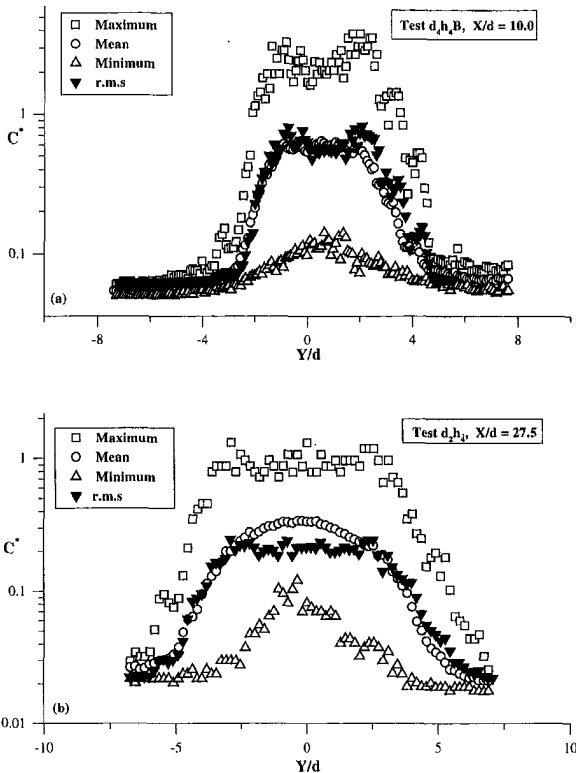 Maximum
Mean
Minimum
r.m.s
Test d₄h₄B, X/d = 10.0
1
C*
0.1
(a)
-8 -4 0 4 8
Y/d
Maximum
Mean
Minimum
r.m.s
Test d₂h₄, X/d = 27.5
1
C*
0.1
(b)
0.01
-10 -5 0 5 10
Y/d